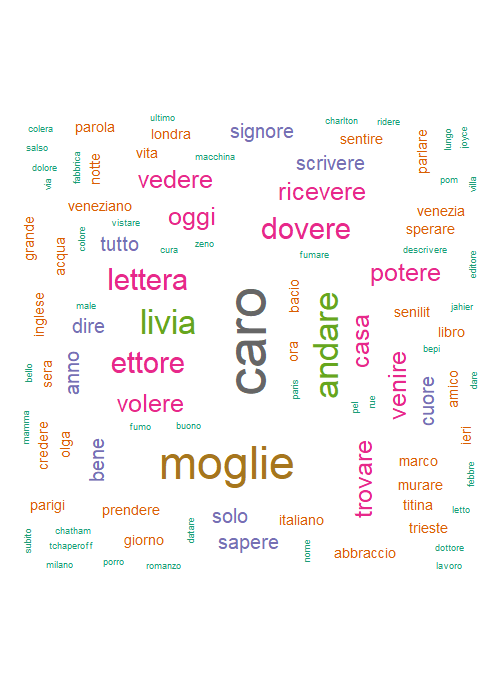 ultimo
charlton
ridere
colera
parola
londra
signore
sentire
parlare
lungo
joyce
salso
vita
macchina
scrivere
dolore
via
fabbrica
notte
vedere
ricevere
pom
villa
veneziano
oggi
dovere
venezia
vistare
sperare
grande
acqua
colore
tutto
cura
zeno
fumare
descrivere
editore
lettera
potere
inglese
male
dire
livia
caro
bacio
andare
casa
senilit
jahier
libro
ora
bepi
bello
sera
anno
ettore
venire
cuore
amico
dare
paris
pel
rue
volere
mamma
credere
olga
bene
fumo
buono
ieri
moglie
trovare
marco
febbre
murare
parigi
prendere
solo
italiano
titina
letto
trieste
subito
chatham
tchaperoff
giorno
datare
sapere
nome
abbraccio
dottore
milano
porro
romanzo
lavoro